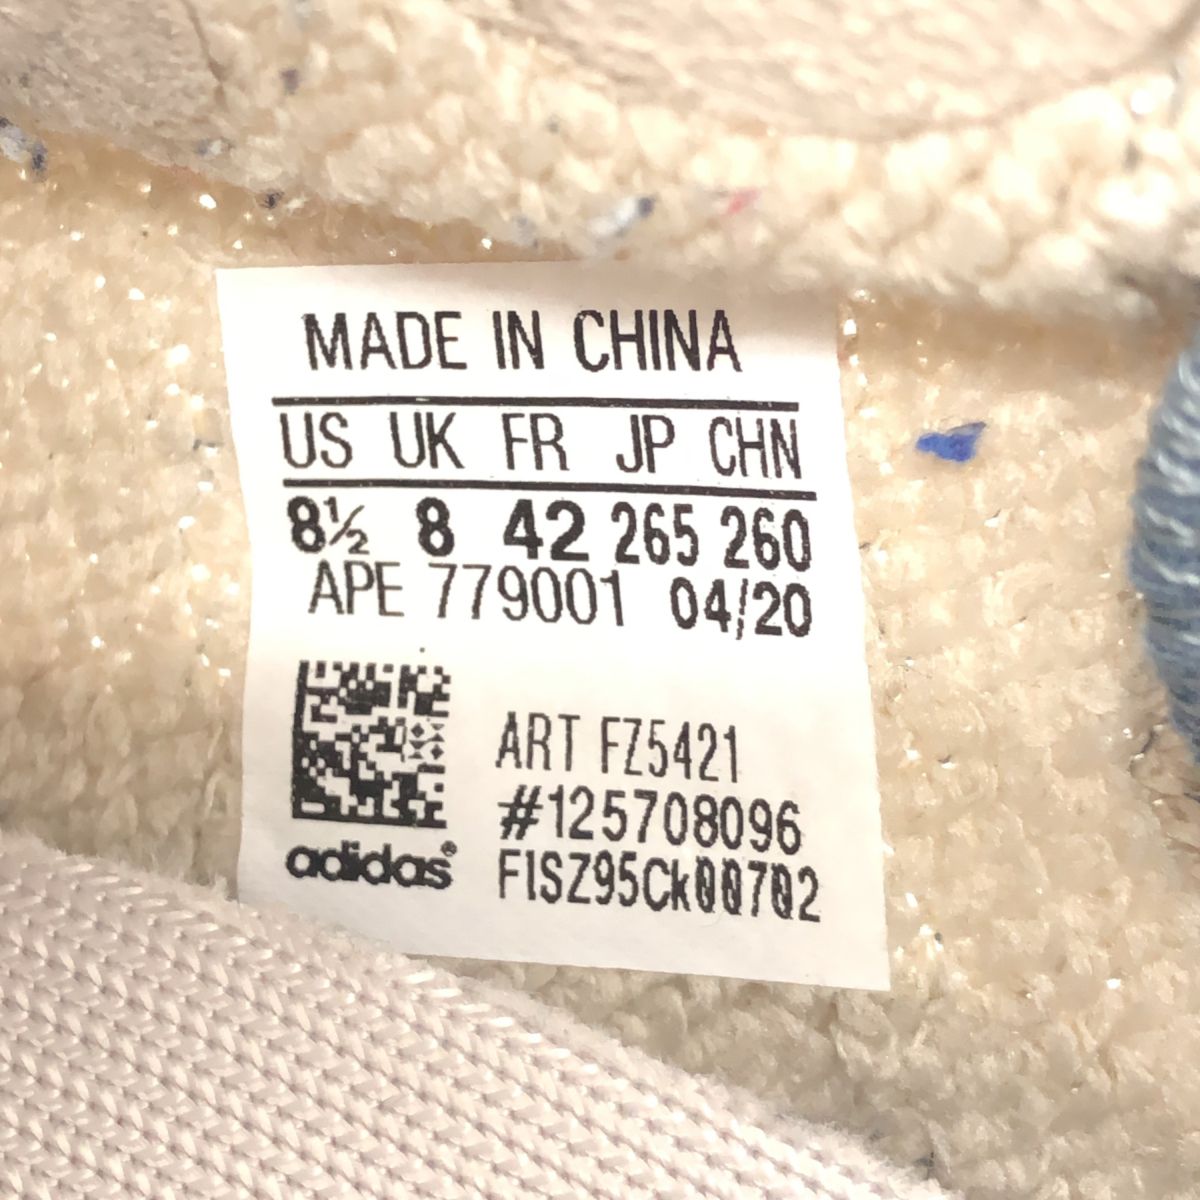 MADE IN CHINA
US UK FR JP CHN
8½ 8 42 265 260
APE 779001 04/20
ART FZ5421
#125708096
adidas®
FISZ95Ck00702